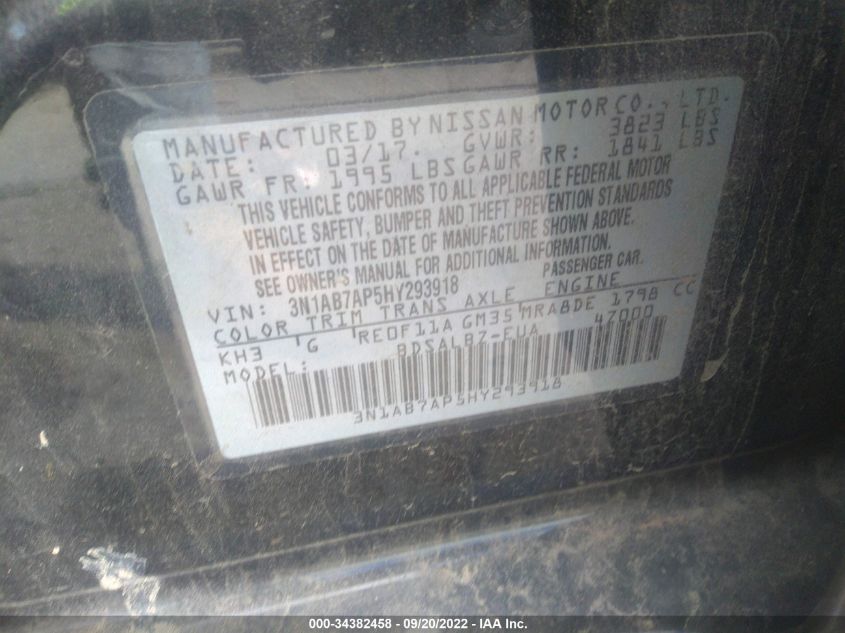 MANUFACTURED BY NISSAN MOTOR CO., LTD.
DATE: 03/17. GVWR: 3823 LBS
GAWR FR: 1995 LBS GAWR RR: 1841 LBS
THIS VEHICLE CONFORMS TO ALL APPLICABLE FEDERAL MOTOR
VEHICLE SAFETY, BUMPER AND THEFT PREVENTION STANDARDS
IN EFFECT ON THE DATE OF MANUFACTURE SHOWN ABOVE.
SEE OWNER'S MANUAL FOR ADDITIONAL INFORMATION.
VIN: 3N1AB7AP5HY293918 PASSENGER CAR.
COLOR TRIM TRANS AXLE ENGINE
KH3 G RE0F11A GM35 MRA8DE 1798 CC
MODEL: BDSALBZ-EUA 47000
3N1AB7AP5HY293918
000-34382458 - 09/20/2022 - IAA Inc.